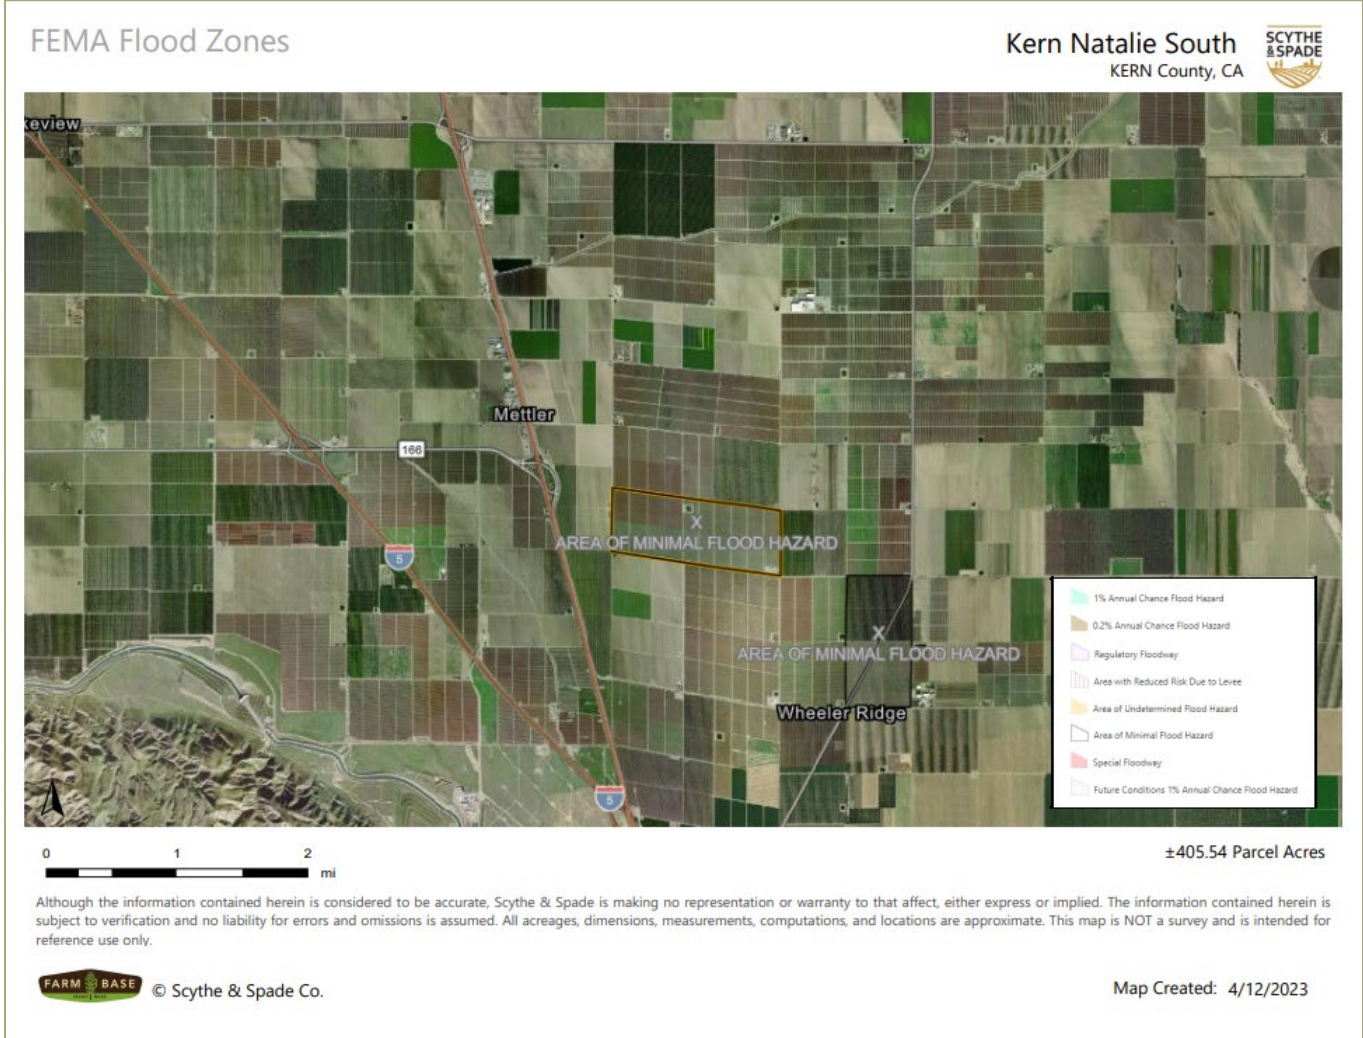 FEMA Flood Zones
Kern Natalie South
KERN County, CA
SCYTHE
&SPADE
keview
Mettler
166
X
AREA OF MINIMAL FLOOD HAZARD
5
X
AREA OF MINIMAL FLOOD HAZARD
Wheeler Ridge
5
1% Annual Chance Flood Hazard
0.2% Annual Chance Flood Hazard
Regulatory Floodway
Area with Reduced Risk Due to Levee
Area of Undetermined Flood Hazard
Area of Minimal Flood Hazard
Special Floodway
Future Conditions 1% Annual Chance Flood Hazard
0 1 2
mi
±405.54 Parcel Acres
Although the information contained herein is considered to be accurate, Scythe & Spade is making no representation or warranty to that affect, either express or implied. The information contained herein is
subject to verification and no liability for errors and omissions is assumed. All acreages, dimensions, measurements, computations, and locations are approximate. This map is NOT a survey and is intended for
reference use only.
FARM BASE
© Scythe & Spade Co.
Map Created: 4/12/2023